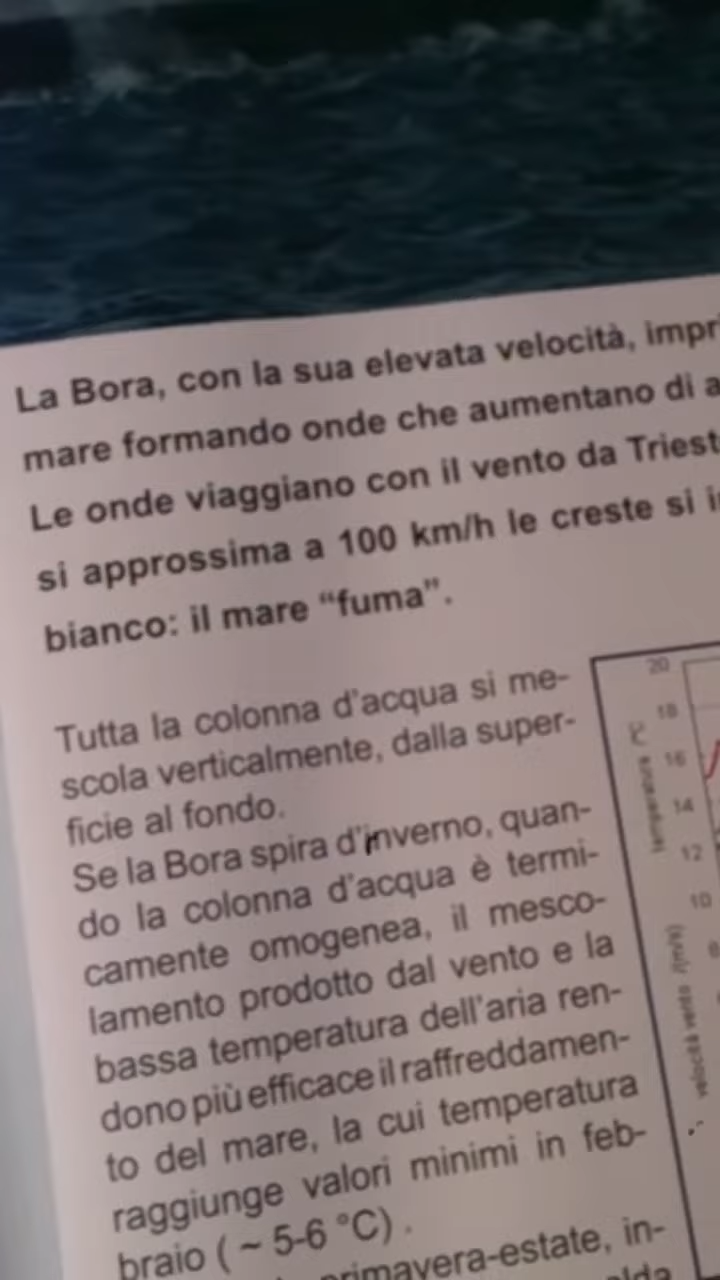 La Bora, con la sua elevata velocità, impr
mare formando onde che aumentano di a
Le onde viaggiano con il vento da Triest
si approssima a 100 km/h le creste si i
bianco: il mare “fuma”.
Tutta la colonna d'acqua si me-
scola verticalmente, dalla super-
ficie al fondo.
Se la Bora spira d'inverno, quan-
do la colonna d'acqua è termi-
camente omogenea, il mesco-
lamento prodotto dal vento e la
bassa temperatura dell'aria ren-
dono più efficace il raffreddamen-
to del mare, la cui temperatura
raggiunge valori minimi in feb-
braio ( ~ 5-6 °C) .
primavera-estate, in-
20
18
16
14
12
10
temperature °C
velocità vento (m/s)